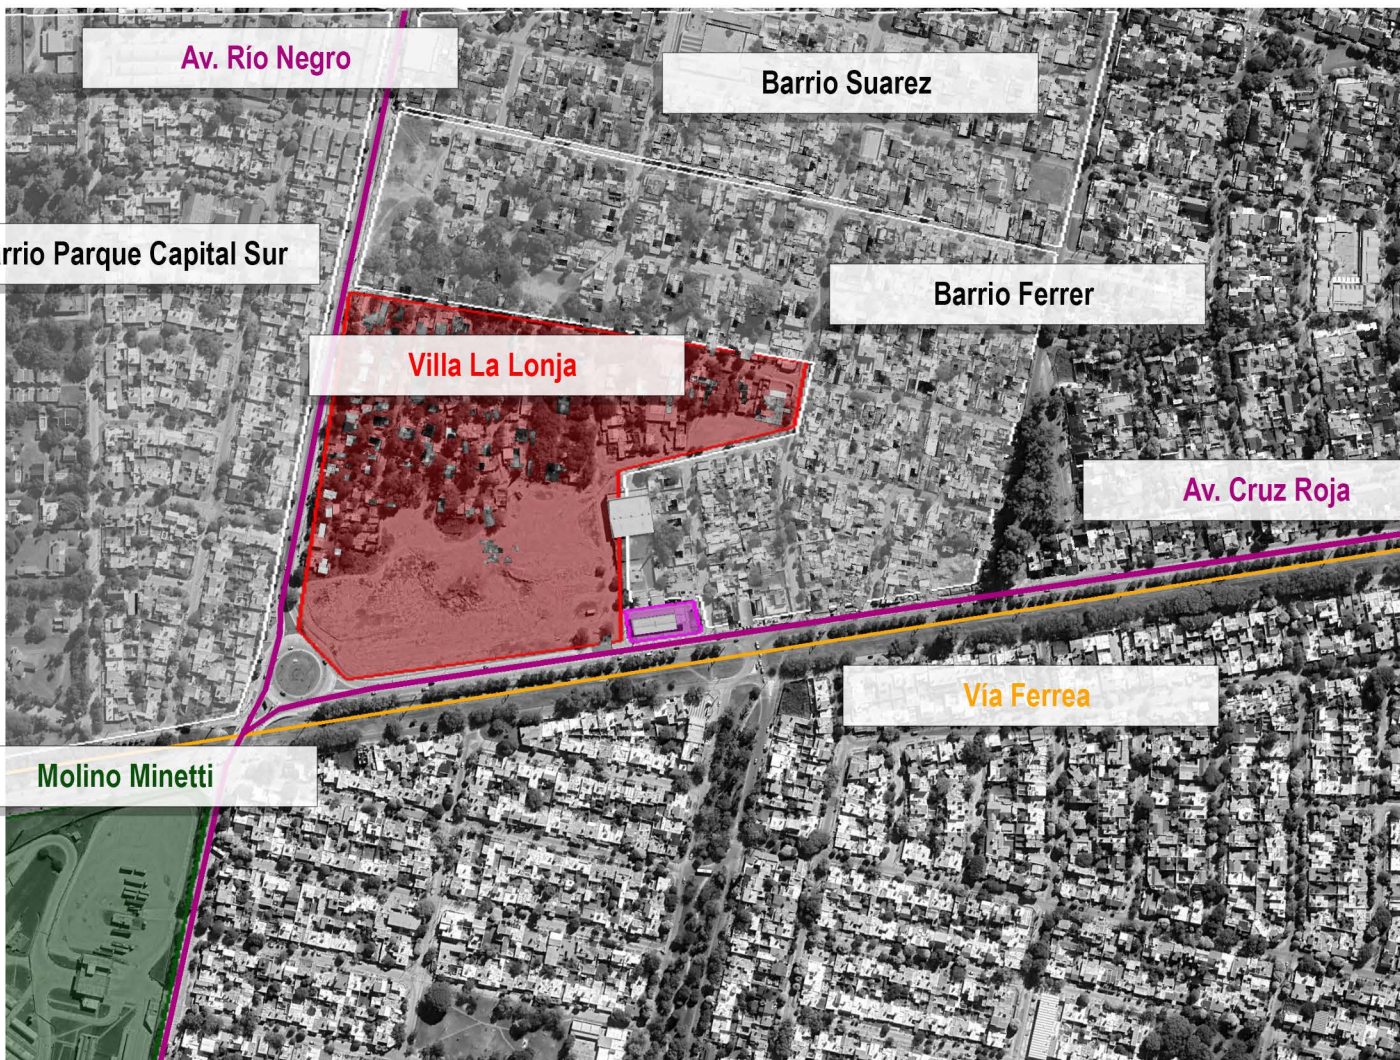 Av. Río Negro
Barrio Suarez
rrio Parque Capital Sur
Barrio Ferrer
Villa La Lonja
Av. Cruz Roja
Vía Ferrea
Molino Minetti